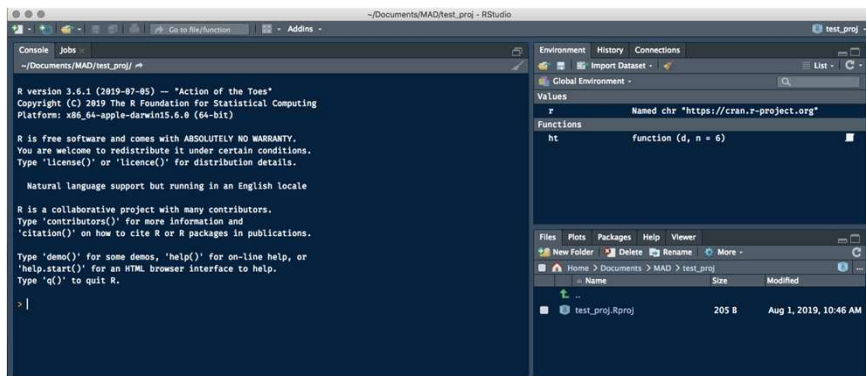 ~/Documents/MAD/test_proj - RStudio
Go to file/function Addins test_proj
Console Jobs
~/Documents/MAD/test_proj/
R version 3.6.1 (2019-07-05) -- "Action of the Toes"
Copyright (C) 2019 The R Foundation for Statistical Computing
Platform: x86_64-apple-darwin15.6.0 (64-bit)
R is free software and comes with ABSOLUTELY NO WARRANTY.
You are welcome to redistribute it under certain conditions.
Type 'license()' or 'licence()' for distribution details.
Natural language support but running in an English locale
R is a collaborative project with many contributors.
Type 'contributors()' for more information and
'citation()' on how to cite R or R packages in publications.
Type 'demo()' for some demos, 'help()' for on-line help, or
'help.start()' for an HTML browser interface to help.
Type 'q()' to quit R.
>
Environment History Connections
Import Dataset List
Global Environment
Values
r Named chr "https://cran.r-project.org"
Functions
ht function (d, n = 6)
Files Plots Packages Help Viewer
New Folder Delete Rename More
Home > Documents > MAD > test_proj ...
Name Size Modified
..
test_proj.Rproj 205 B Aug 1, 2019, 10:46 AM